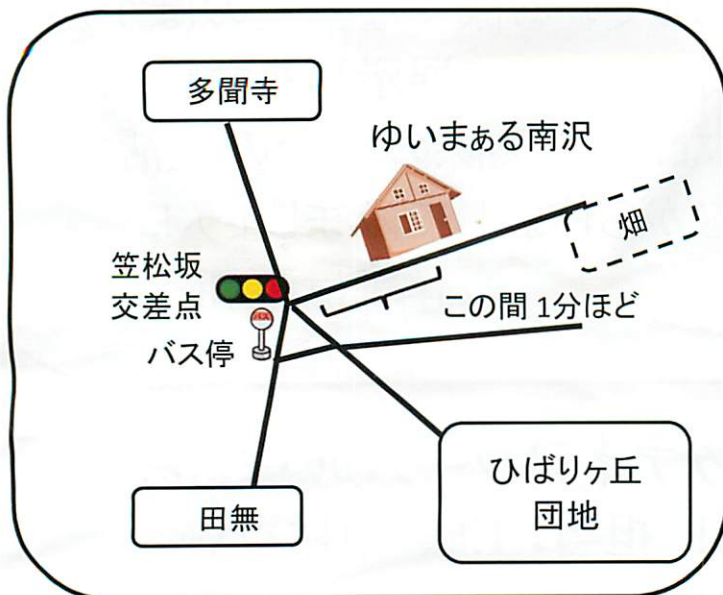 多聞寺
ゆいまぁる南沢
畑
笠松坂
交差点
この間 1分ほど
バス停
ひばりヶ丘
団地
田無